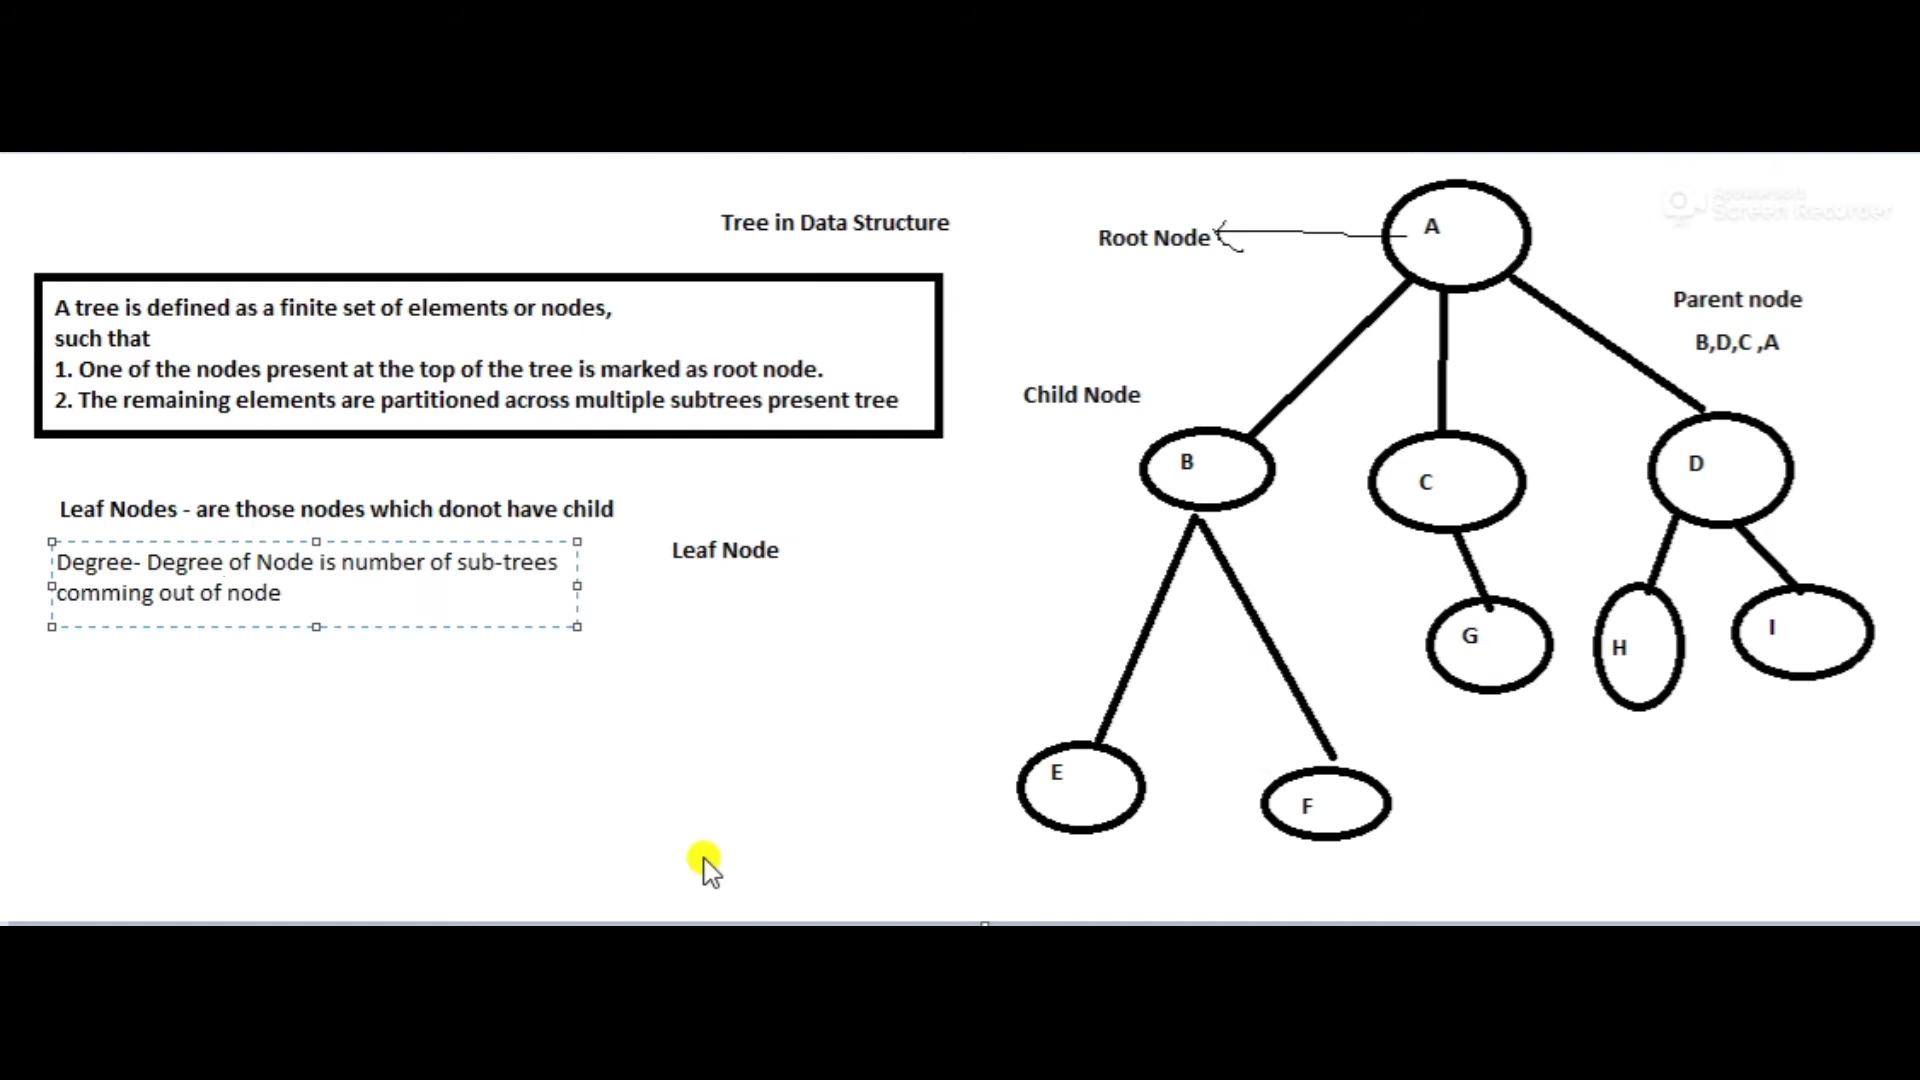 Tree in Data Structure
A tree is defined as a finite set of elements or nodes,
such that
1. One of the nodes present at the top of the tree is marked as root node.
2. The remaining elements are partitioned across multiple subtrees present tree
Leaf Nodes - are those nodes which donot have child
Degree- Degree of Node is number of sub-trees
comming out of node
Leaf Node
Root Node
A
Screen Recorder
Parent node
B,D,C ,A
Child Node
B
C
D
G
H
I
E
F